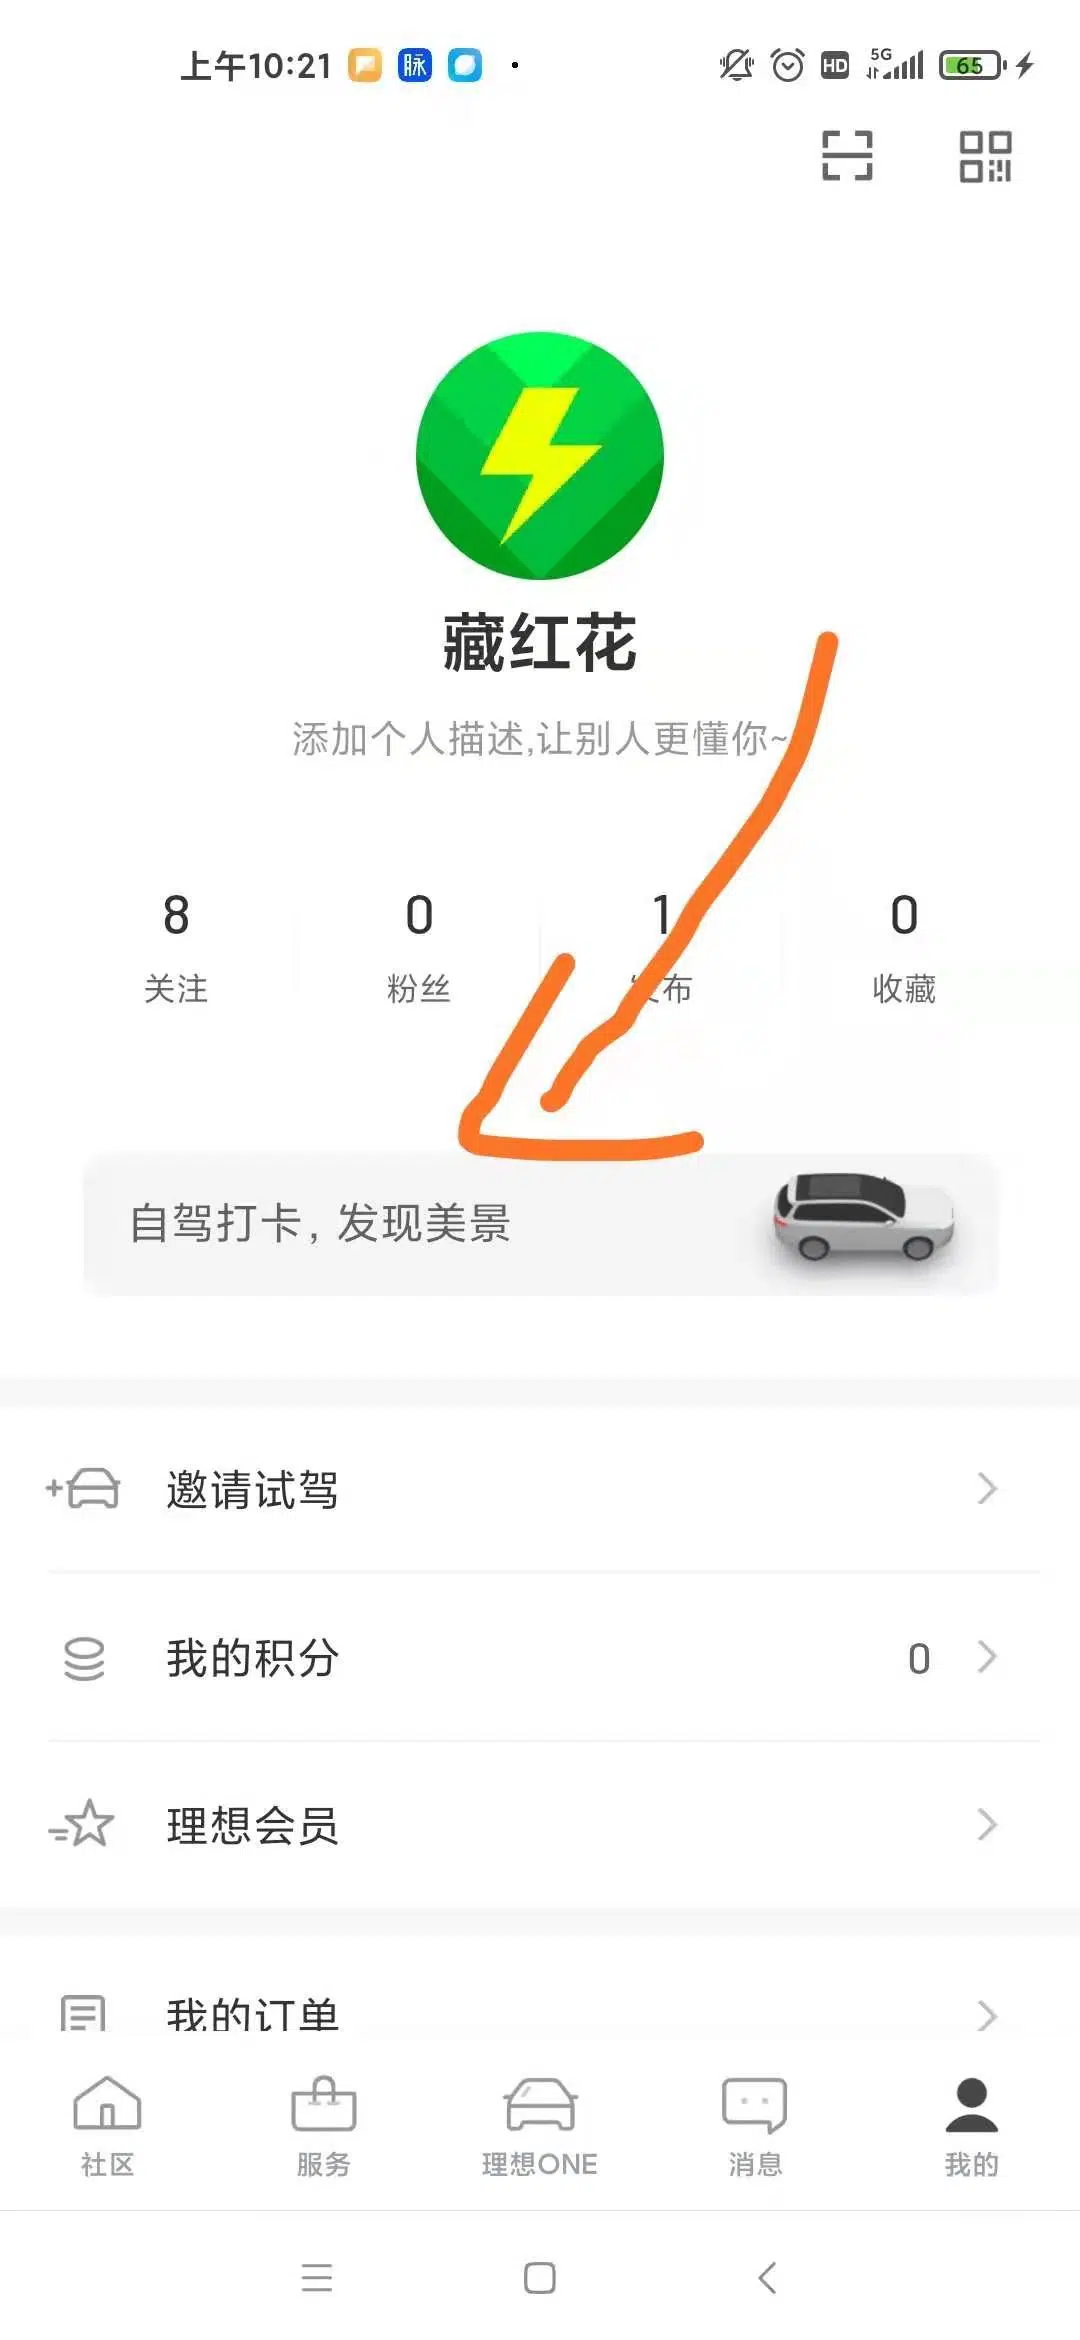 上午10:21 脉 HD 5G 65
藏红花
添加个人描述,让别人更懂你~
8 0 1 0
关注 粉丝 发布 收藏
自驾打卡，发现美景
邀请试驾
我的积分 0
理想会员
我的订单
社区 服务 理想ONE 消息 我的